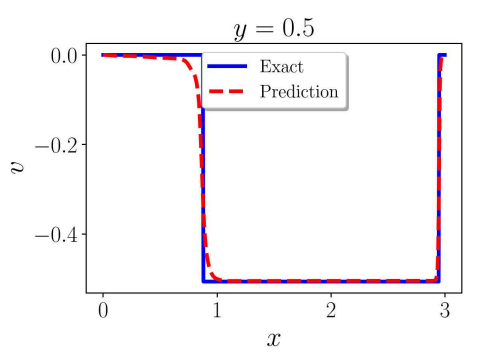 y = 0.5
Exact
Prediction
0.0
−0.2
−0.4
v
0 1 2 3
x